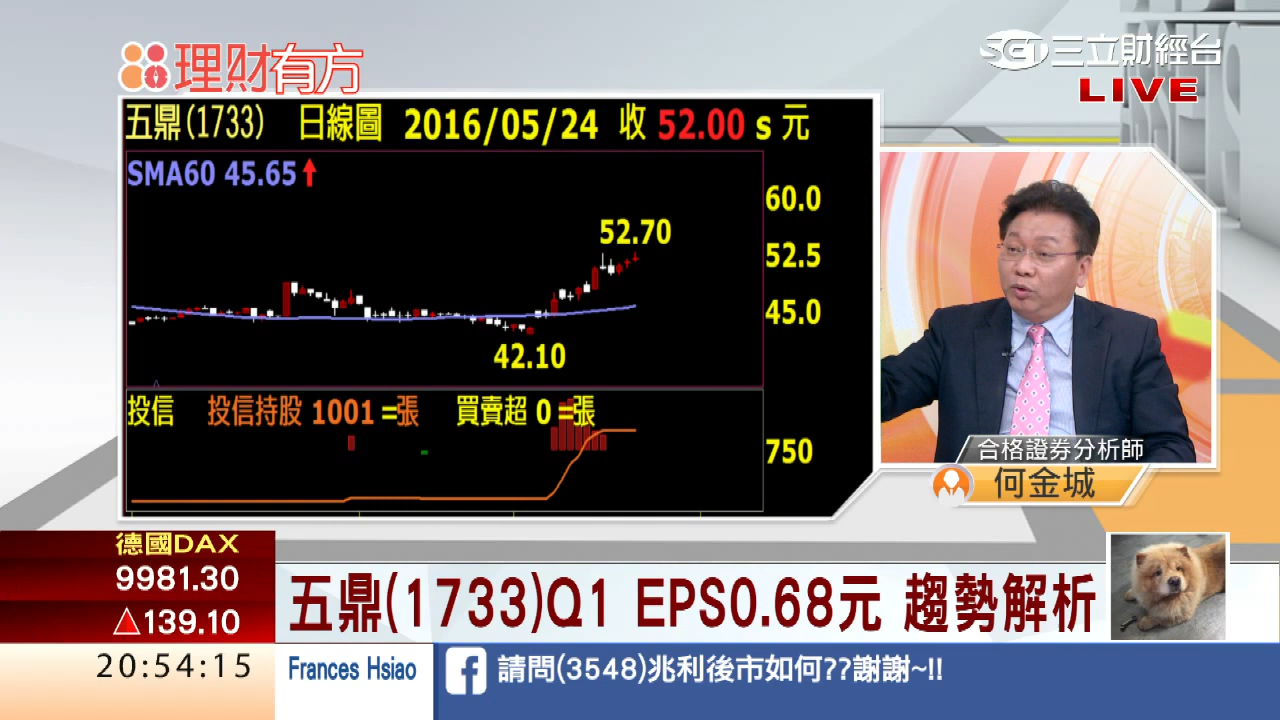 理財有方
SET三立財經台
LIVE
五鼎(1733) 日線圖 2016/05/24 收 52.00 s 元
SMA60 45.65↑
60.0
52.70
52.5
45.0
42.10
投信 投信持股 1001 =張 買賣超 0 =張
750
合格證券分析師
何金城
德國DAX
9981.30
△139.10
五鼎(1733)Q1 EPS0.68元 趨勢解析
20:54:15
Frances Hsiao
f 請問(3548)兆利後市如何??謝謝~!!